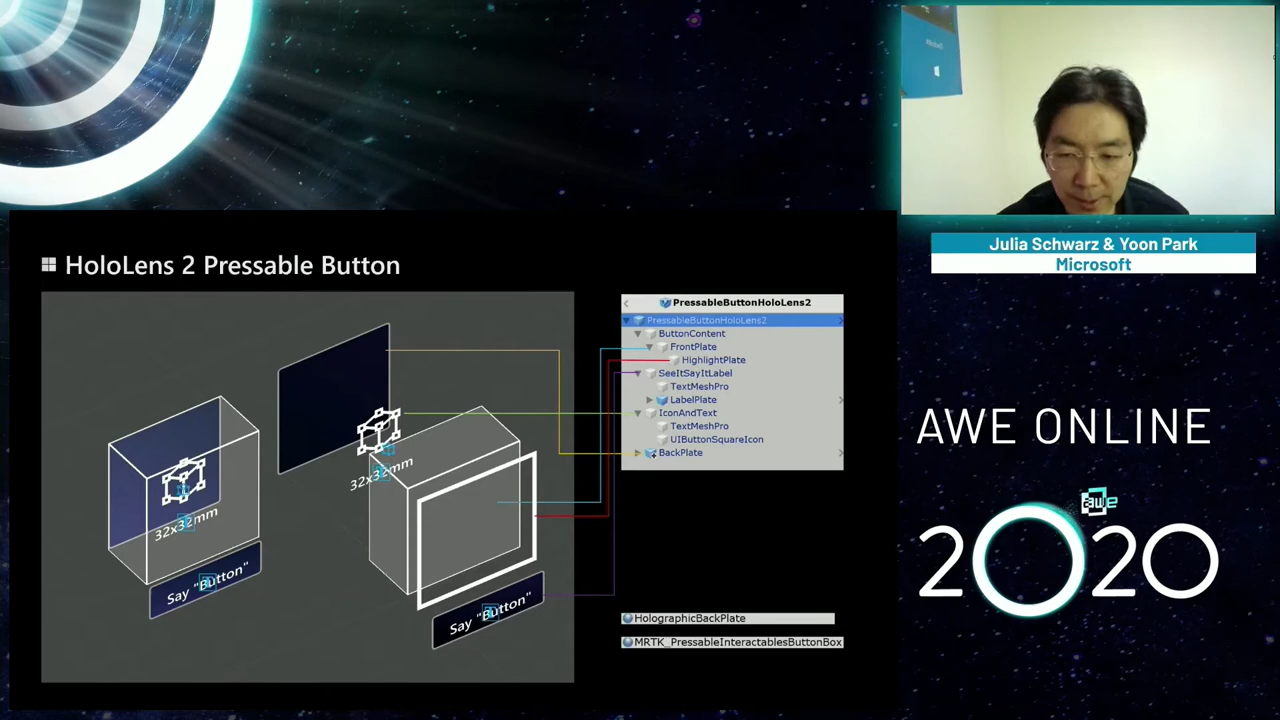 HoloLens 2 Pressable Button
32x32mm
Say "Button"
32x32mm
Say "Button"
PressableButtonHoloLens2
PressableButtonHoloLens2
ButtonContent
FrontPlate
HighlightPlate
SeeItSayItLabel
TextMeshPro
LabelPlate
IconAndText
TextMeshPro
UIButtonSquareIcon
BackPlate
HolographicBackPlate
MRTK_PressableInteractablesButtonBox
Julia Schwarz & Yoon Park
Microsoft
AWE ONLINE
awe
2020